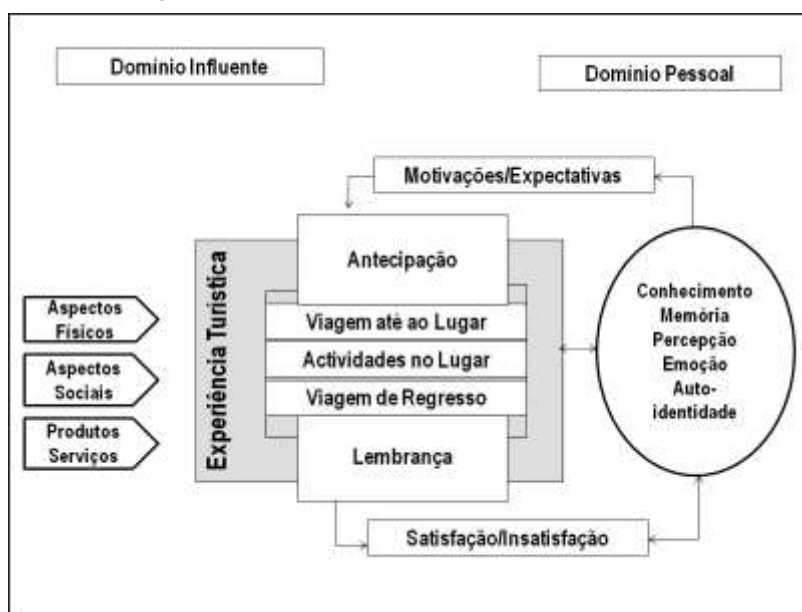 Domínio Influente
Domínio Pessoal
Motivações/Expectativas
Experiência Turística
Antecipação
Viagem até ao Lugar
Actividades no Lugar
Viagem de Regresso
Lembrança
Aspectos
Físicos
Aspectos
Sociais
Produtos
Serviços
Conhecimento
Memória
Percepção
Emoção
Auto-
identidade
Satisfação/Insatisfação